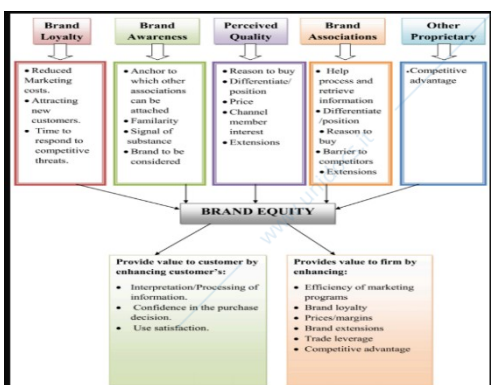 Brand
Loyalty
Brand
Awareness
Perceived
Quality
Brand
Associations
Other
Proprictary
• Reduced
Marketing
costs.
• Attracting
new
customers.
• Time to
respond to
competitive
threats.
• Anchor to
which other
associations
can be
attached
• Familarity
• Signal of
substance
• Brand to be
considered
• Reason to buy
• Differentiate/
position
• Price
• Channel
member
interest
• Extensions
• Help
process and
retrieve
information
• Differentiate
/position
• Reason to
buy
• Barrier to
competitors
• Extensions
•Competitive
advantage
BRAND EQUITY
Provide value to customer by
enhancing customer's:
• Interpretation/Processing of
information.
• Confidence in the purchase
decision.
• Use satisfaction.
Provides value to firm by
enhancing:
• Efficiency of marketing
programs
• Brand loyalty
• Prices/margins
• Brand extensions
• Trade leverage
• Competitive advantage